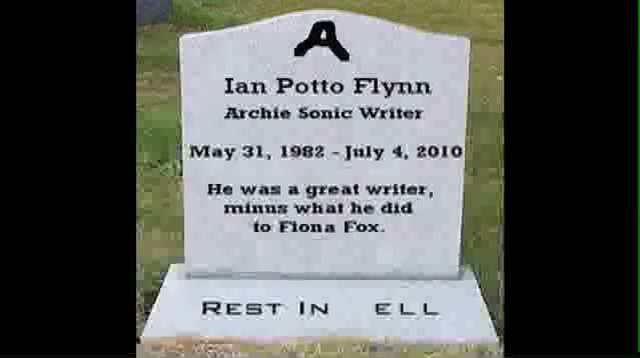 A
Ian Potto Flynn
Archie Sonic Writer
May 31, 1982 - July 4, 2010
He was a great writer,
minus what he did
to Fiona Fox.
REST IN ELL